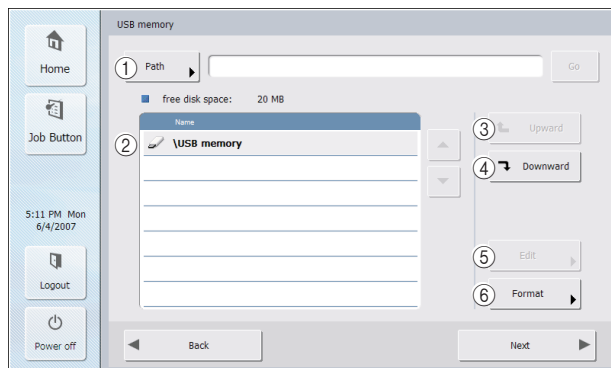 USB memory
Home
① Path
Go
free disk space: 20 MB
Name
② \USB memory
③ Upward
④ Downward
Job Button
5:11 PM Mon
6/4/2007
⑤ Edit
⑥ Format
Logout
Power off
Back
Next